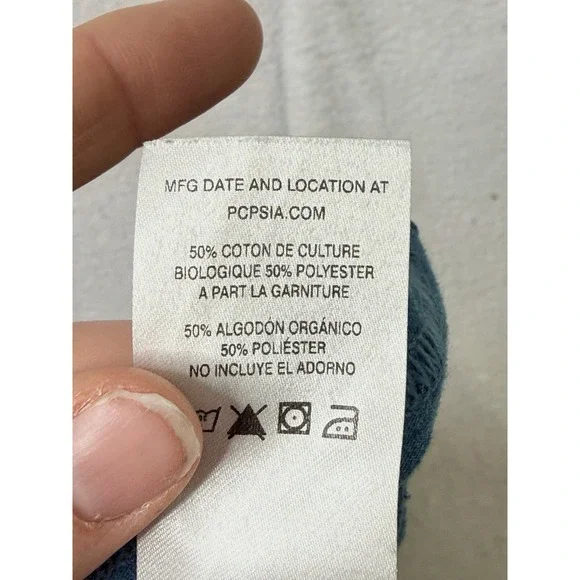 MFG DATE AND LOCATION AT
PCPSIA.COM
50% COTON DE CULTURE
BIOLOGIQUE 50% POLYESTER
A PART LA GARNITURE
50% ALGODÓN ORGÁNICO
50% POLIÉSTER
NO INCLUYE EL ADORNO